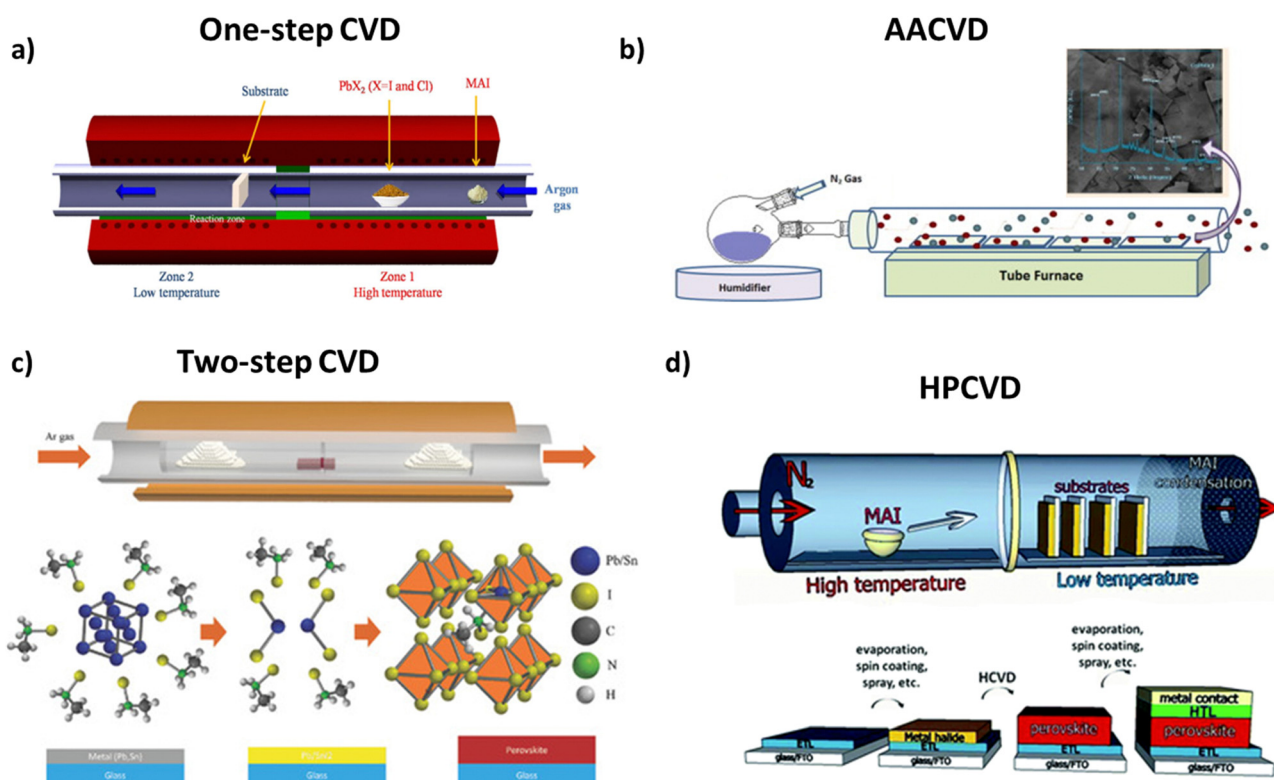 One-step CVD
a)
Substrate
PbX₂ (X=I and Cl)
MAI
Argon
gas
Reaction zone
Zone 2
Low temperature
Zone 1
High temperature
AACVD
b)
N₂ Gas
Humidifier
Tube Furnace
Two-step CVD
c)
Ar gas
Pb/Sn
I
C
N
H
Metal (Pb,Sn)
Glass
Glass
Perovskite
Glass
d)
HPCVD
N₂
MAI
substrates
MAI
condensation
High temperature
Low temperature
evaporation,
spin coating,
spray, etc.
HCVD
evaporation,
spin coating,
spray, etc.
ETL
glass/FTO
Metal halide
ETL
glass/FTO
perovskite
ETL
glass/FTO
metal contact
HTL
perovskite
ETL
glass/FTO